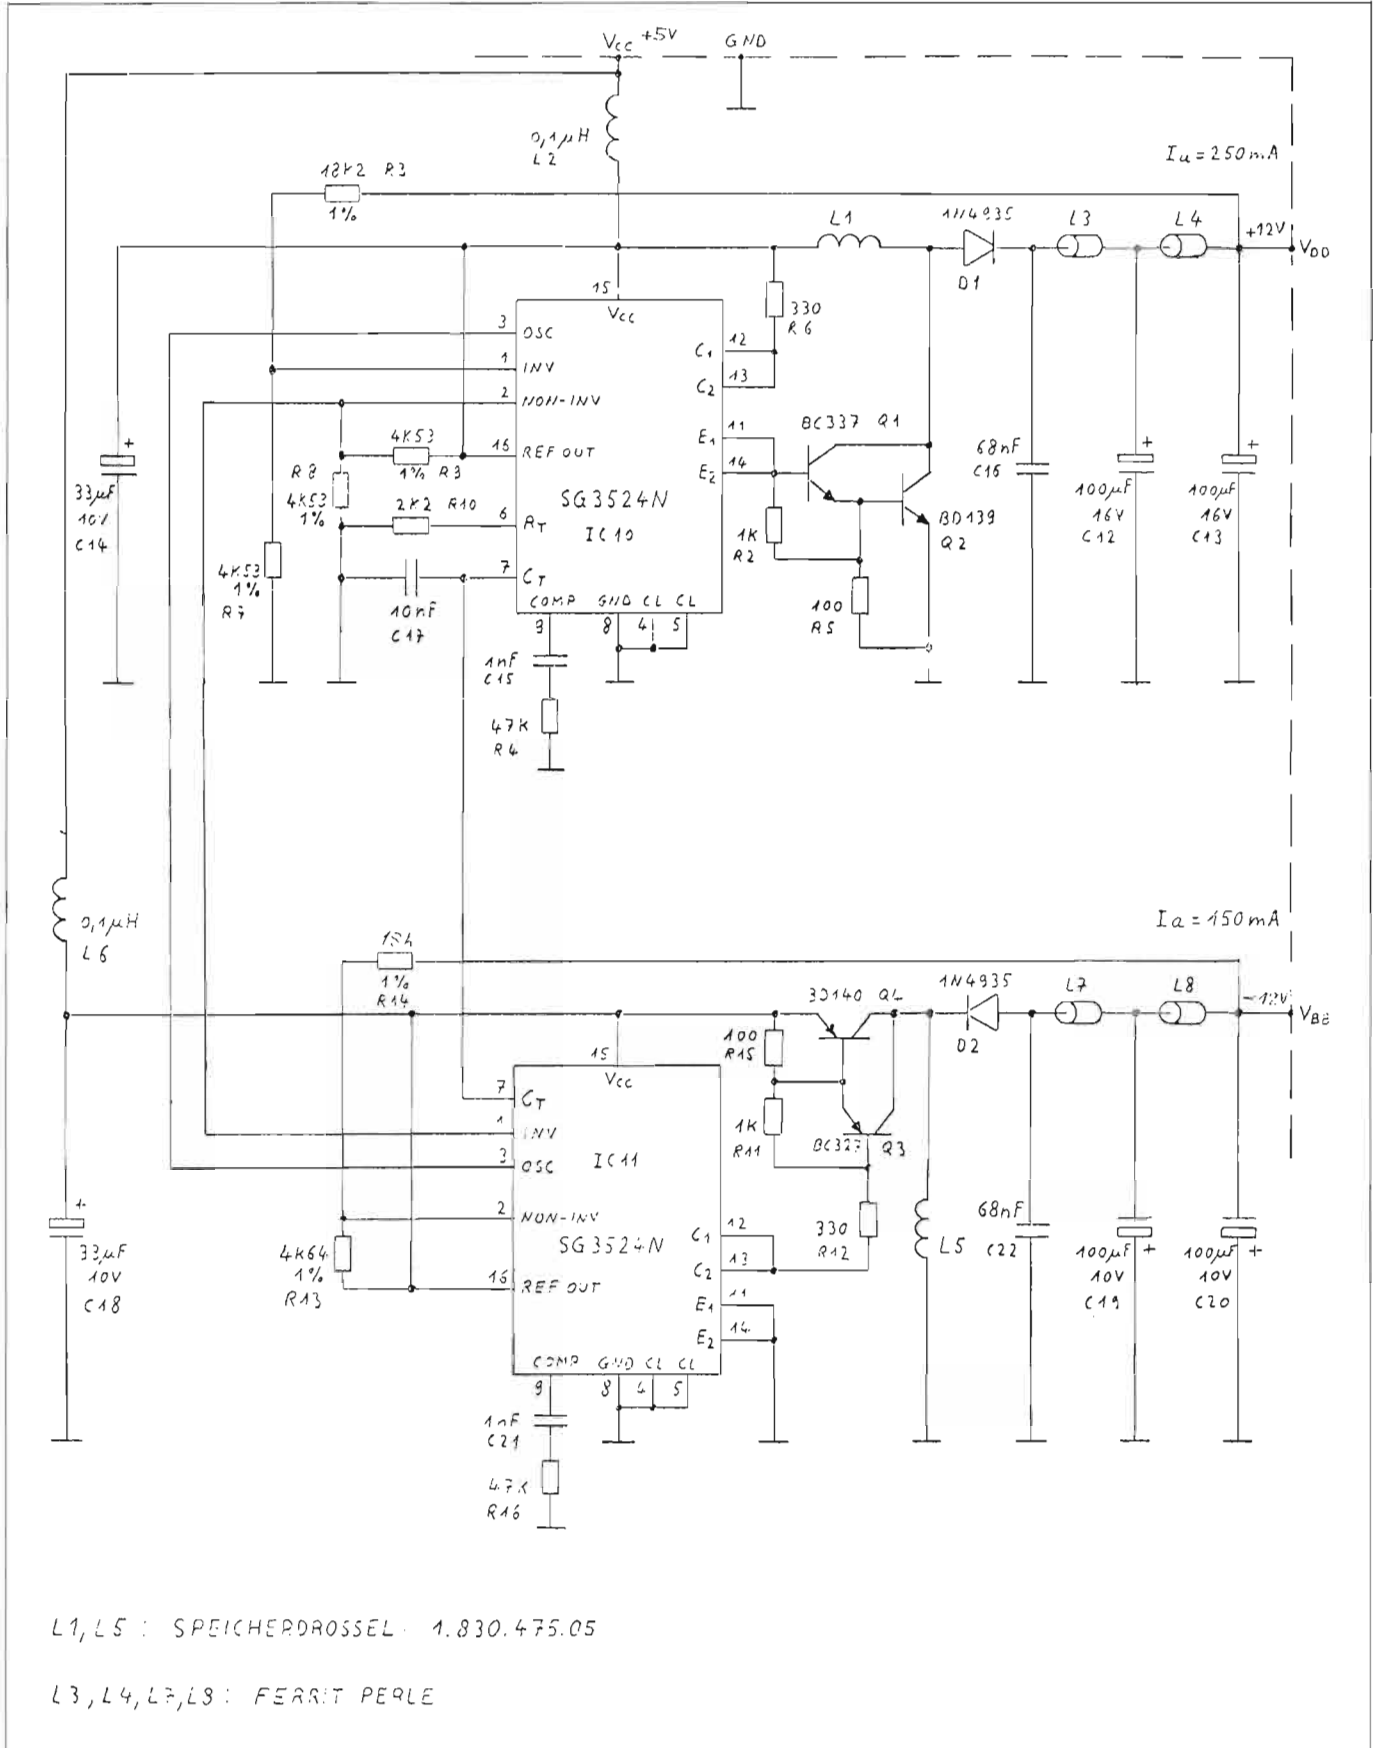 Vcc +5V GND
0,1µH
L2
Iu = 250mA
18K2 R3
1%
L1
1N4935
D1
L3
L4
+12V
VDD
15
Vcc
3 OSC
1 INV
2 NON-INV
16 REF OUT
6 RT
7 CT
C1 12
C2 13
E1 11
E2 14
SG3524N
IC10
COMP GND CL CL
9 8 4 5
330
R6
BC337 Q1
BD139
Q2
1K
R2
100
R5
4K53
1% R9
R8
4K53
1%
2K2 R10
4K53
1%
R7
10nF
C17
33µF
10V
C14
1nF
C15
47K
R4
68nF
C16
100µF
16V
C12
100µF
16V
C13
0,1µH
L6
Ia = 150mA
15K
1%
R14
BD140 Q4
1N4935
D2
L7
L8
-12V
VBB
100
R15
1K
R11
BC327 Q3
330
R12
L5
15
Vcc
7 CT
1 INV
3 OSC
2 NON-INV
16 REF OUT
IC11
SG3524N
C1 12
C2 13
E1 11
E2 14
COMP GND CL CL
9 8 4 5
4K64
1%
R13
33µF
10V
C18
68nF
C22
100µF
10V
C19
100µF
10V
C20
1nF
C21
4.7K
R16
L1, L5 : SPEICHERDROSSEL 1.830.475.05
L3, L4, L7, L8 : FERRIT PERLE